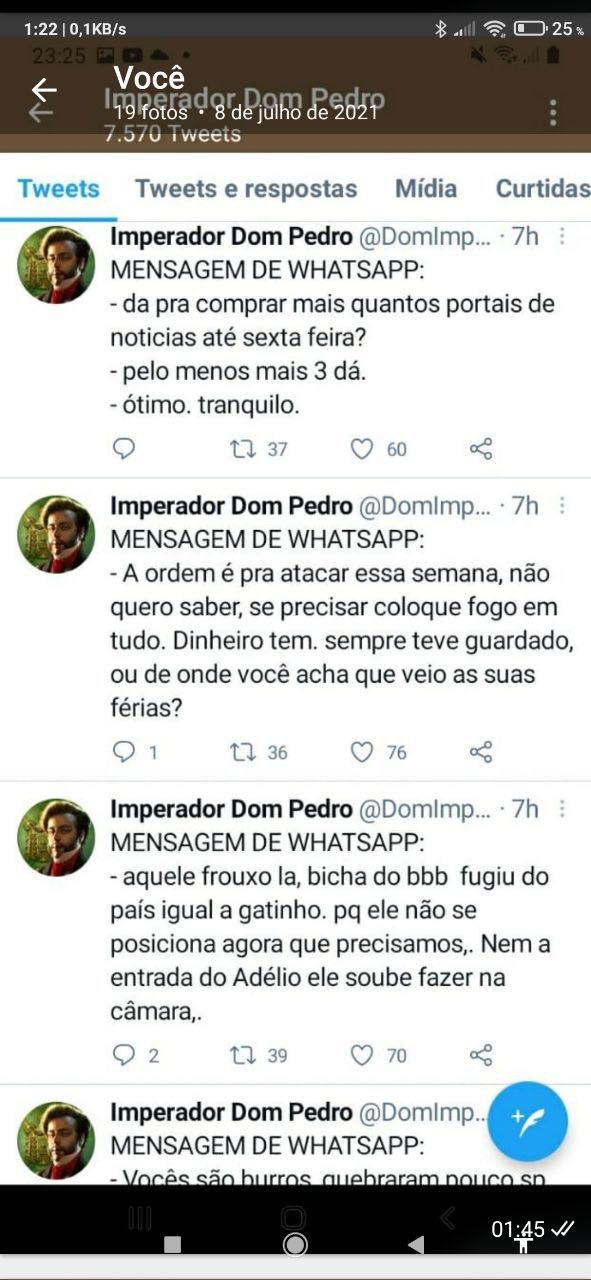 1:22 | 0,1KB/s 25 %
23:25
Você
Imperador Dom Pedro
19 fotos • 8 de julho de 2021
7.570 Tweets
Tweets Tweets e respostas Mídia Curtidas
Imperador Dom Pedro @DomImp... · 7h
MENSAGEM DE WHATSAPP:
- da pra comprar mais quantos portais de
noticias até sexta feira?
- pelo menos mais 3 dá.
- ótimo. tranquilo.
37 60
Imperador Dom Pedro @DomImp... · 7h
MENSAGEM DE WHATSAPP:
- A ordem é pra atacar essa semana, não
quero saber, se precisar coloque fogo em
tudo. Dinheiro tem. sempre teve guardado,
ou de onde você acha que veio as suas
férias?
1 36 76
Imperador Dom Pedro @DomImp... · 7h
MENSAGEM DE WHATSAPP:
- aquele frouxo la, bicha do bbb fugiu do
país igual a gatinho. pq ele não se
posiciona agora que precisamos,. Nem a
entrada do Adélio ele soube fazer na
câmara,.
2 39 70
Imperador Dom Pedro @DomImp...
MENSAGEM DE WHATSAPP:
- Vocês são burros, quebraram pouco, sp
01:45